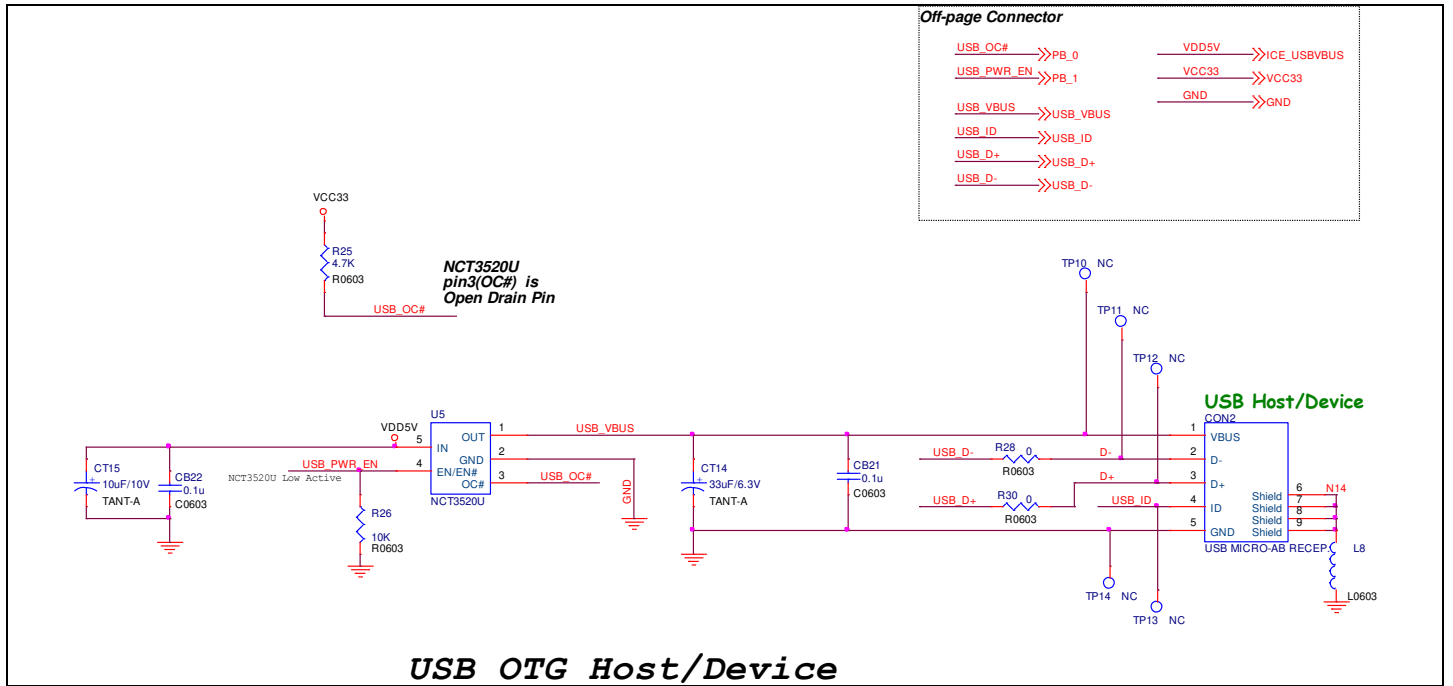 Off-page Connector
USB_OC# PB_0
USB_PWR_EN PB_1
USB_VBUS USB_VBUS
USB_ID USB_ID
USB_D+ USB_D+
USB_D- USB_D-
VDD5V ICE_USBVBUS
VCC33 VCC33
GND GND
VCC33
R25
4.7K
R0603
USB_OC#
NCT3520U
pin3(OC#) is
Open Drain Pin
TP10 NC
TP11 NC
TP12 NC
USB Host/Device
CON2
U5
VDD5V
5 IN
OUT 1
GND 2
4 EN/EN#
OC# 3
NCT3520U
USB_PWR_EN
NCT3520U Low Active
USB_VBUS
USB_OC#
GND
CT15
10uF/10V
TANT-A
CB22
0.1u
C0603
R26
10K
R0603
CT14
33uF/6.3V
TANT-A
CB21
0.1u
C0603
USB_D- R28 0 D-
R0603
USB_D+ R30 0 D+
R0603
USB_ID
1 VBUS
2 D-
3 D+
4 ID
5 GND
Shield 6
Shield 7
Shield 8
Shield 9
N14
USB MICRO-AB RECEP.
L8
L0603
TP14 NC
TP13 NC
USB OTG Host/Device